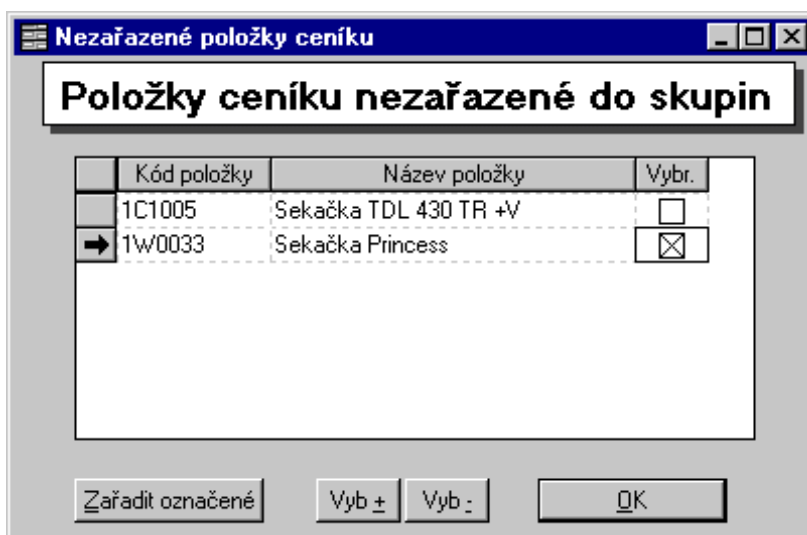 Nezařazené položky ceníku
Položky ceníku nezařazené do skupin
Kód položky Název položky Vybr.
1C1005 Sekačka TDL 430 TR +V
1W0033 Sekačka Princess
Zařadit označené Vyb + Vyb - OK